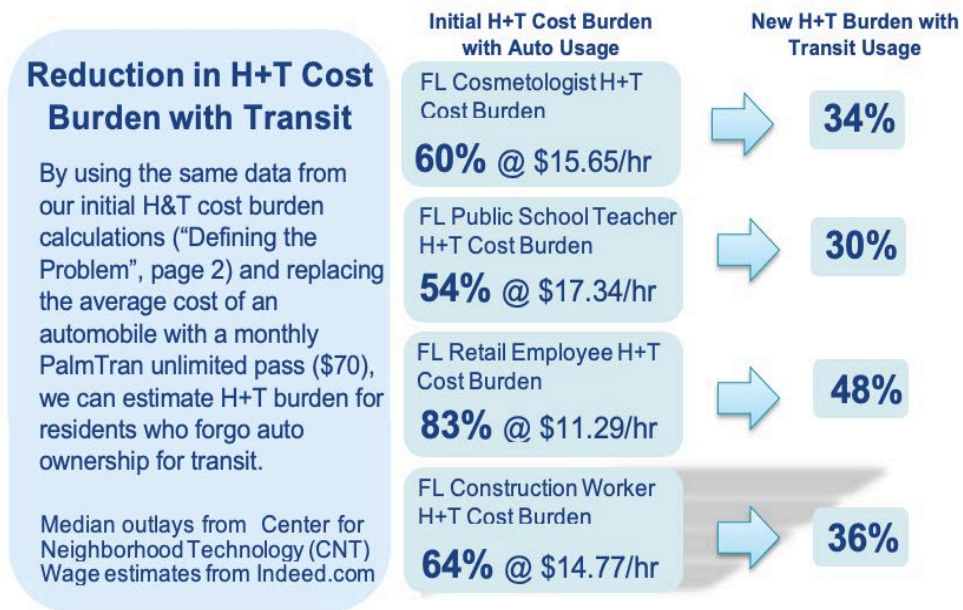 Reduction in H+T Cost
Burden with Transit
By using the same data from
our initial H&T cost burden
calculations (“Defining the
Problem”, page 2) and replacing
the average cost of an
automobile with a monthly
PalmTran unlimited pass ($70),
we can estimate H+T burden for
residents who forgo auto
ownership for transit.
Median outlays from Center for
Neighborhood Technology (CNT)
Wage estimates from Indeed.com
Initial H+T Cost Burden
with Auto Usage
New H+T Burden with
Transit Usage
FL Cosmetologist H+T
Cost Burden
60% @ $15.65/hr
34%
FL Public School Teacher
H+T Cost Burden
54% @ $17.34/hr
30%
FL Retail Employee H+T
Cost Burden
83% @ $11.29/hr
48%
FL Construction Worker
H+T Cost Burden
64% @ $14.77/hr
36%